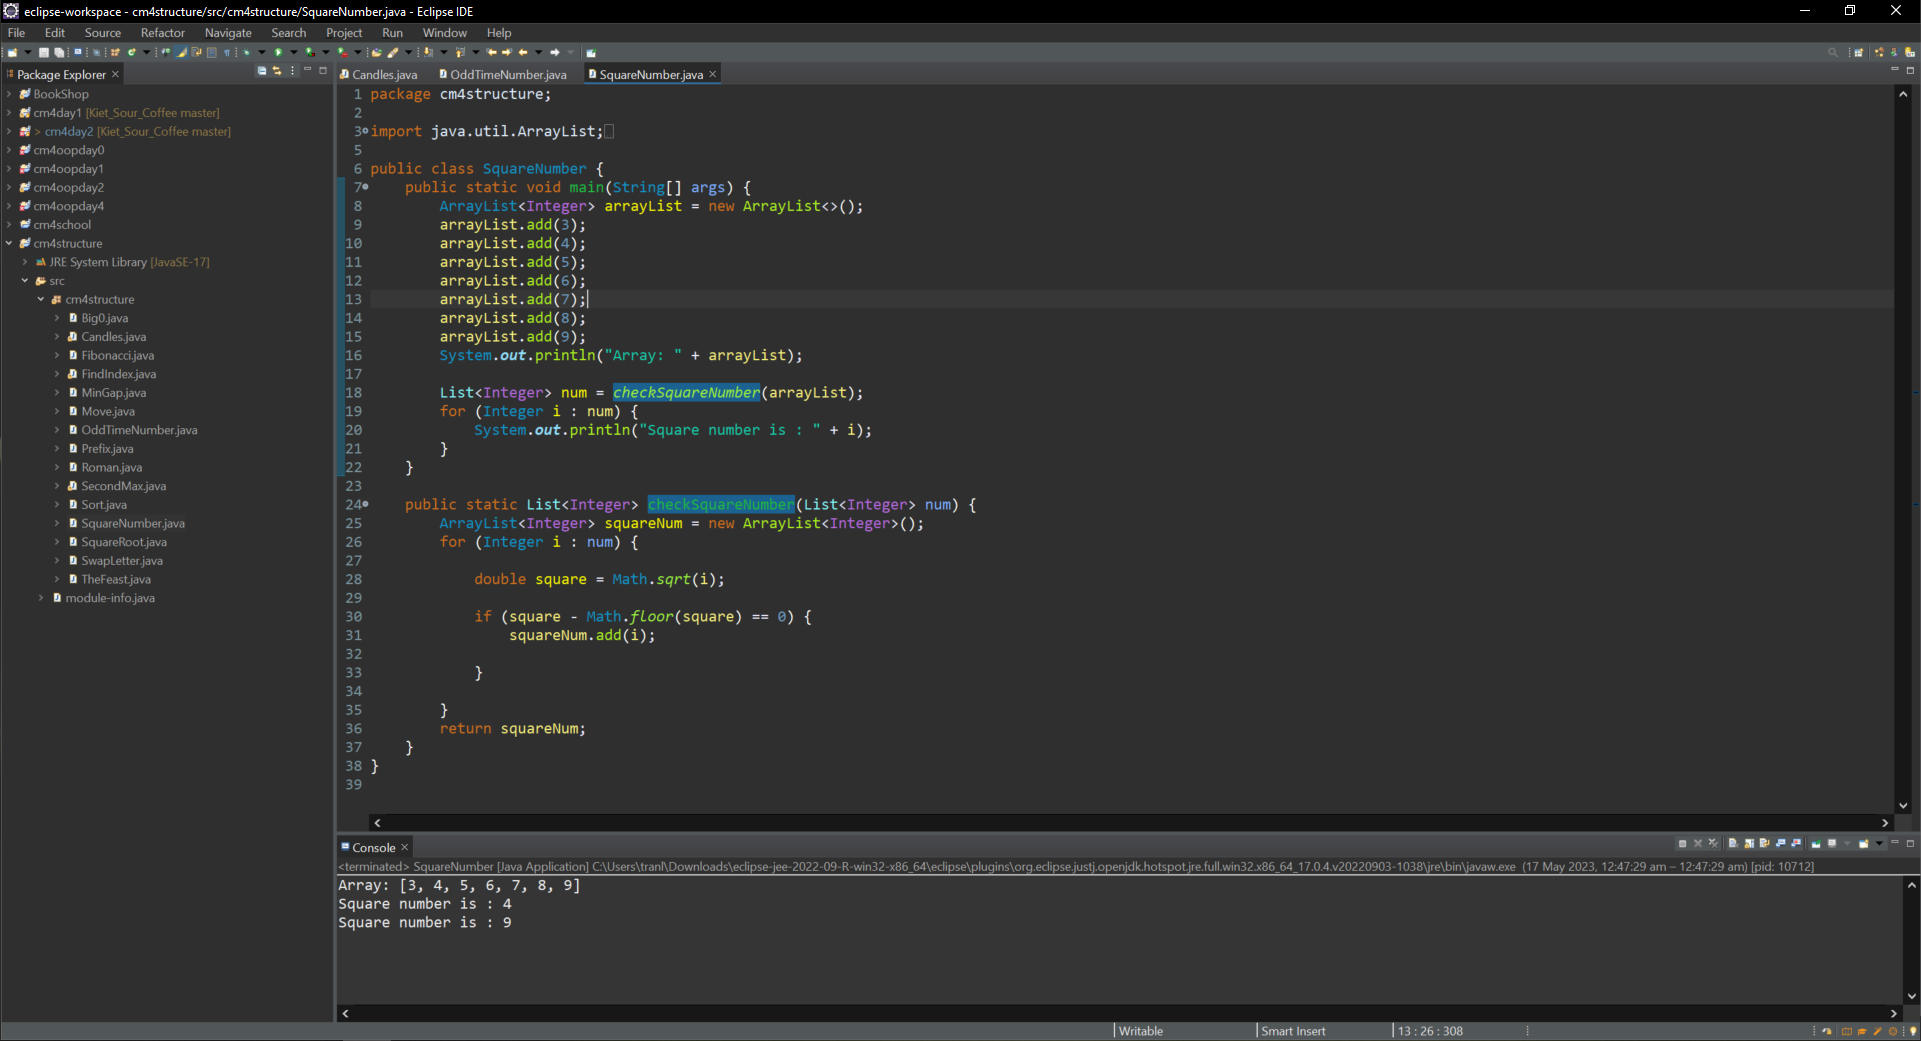 eclipse-workspace - cm4structure/src/cm4structure/SquareNumber.java - Eclipse IDE
File Edit Source Refactor Navigate Search Project Run Window Help
Package Explorer
BookShop
cm4day1 [Kiet_Sour_Coffee master]
> cm4day2 [Kiet_Sour_Coffee master]
cm4oopday0
cm4oopday1
cm4oopday2
cm4oopday4
cm4school
cm4structure
JRE System Library [JavaSE-17]
src
cm4structure
BigO.java
Candles.java
Fibonacci.java
FindIndex.java
MinGap.java
Move.java
OddTimeNumber.java
Prefix.java
Roman.java
SecondMax.java
Sort.java
SquareNumber.java
SquareRoot.java
SwapLetter.java
TheFeast.java
module-info.java
Candles.java OddTimeNumber.java SquareNumber.java
1 package cm4structure;
2
3 import java.util.ArrayList;
5
6 public class SquareNumber {
7 public static void main(String[] args) {
8 ArrayList<Integer> arrayList = new ArrayList<>();
9 arrayList.add(3);
10 arrayList.add(4);
11 arrayList.add(5);
12 arrayList.add(6);
13 arrayList.add(7);
14 arrayList.add(8);
15 arrayList.add(9);
16 System.out.println("Array: " + arrayList);
17
18 List<Integer> num = checkSquareNumber(arrayList);
19 for (Integer i : num) {
20 System.out.println("Square number is : " + i);
21 }
22 }
23
24 public static List<Integer> checkSquareNumber(List<Integer> num) {
25 ArrayList<Integer> squareNum = new ArrayList<Integer>();
26 for (Integer i : num) {
27
28 double square = Math.sqrt(i);
29
30 if (square - Math.floor(square) == 0) {
31 squareNum.add(i);
32
33 }
34
35 }
36 return squareNum;
37 }
38 }
39
Console
<terminated> SquareNumber [Java Application] C:\Users\tranl\Downloads\eclipse-jee-2022-09-R-win32-x86_64\eclipse\plugins\org.eclipse.justj.openjdk.hotspot.jre.full.win32.x86_64_17.0.4.v20220903-1038\jre\bin\javaw.exe (17 May 2023, 12:47:29 am – 12:47:29 am) [pid: 10712]
Array: [3, 4, 5, 6, 7, 8, 9]
Square number is : 4
Square number is : 9
Writable Smart Insert 13 : 26 : 308